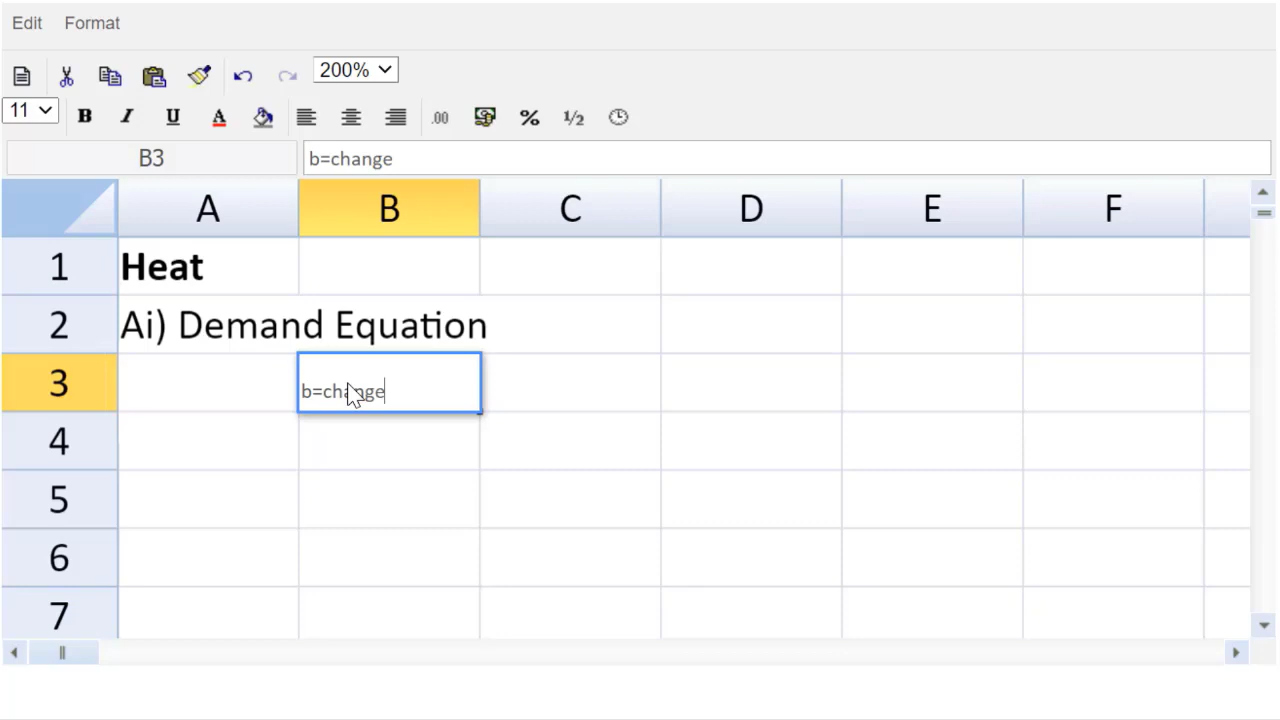 Edit Format
200%
11 B I U A .00 % 1/2
B3 b=change
A B C D E F
1 Heat
2 Ai) Demand Equation
3 b=change
4
5
6
7